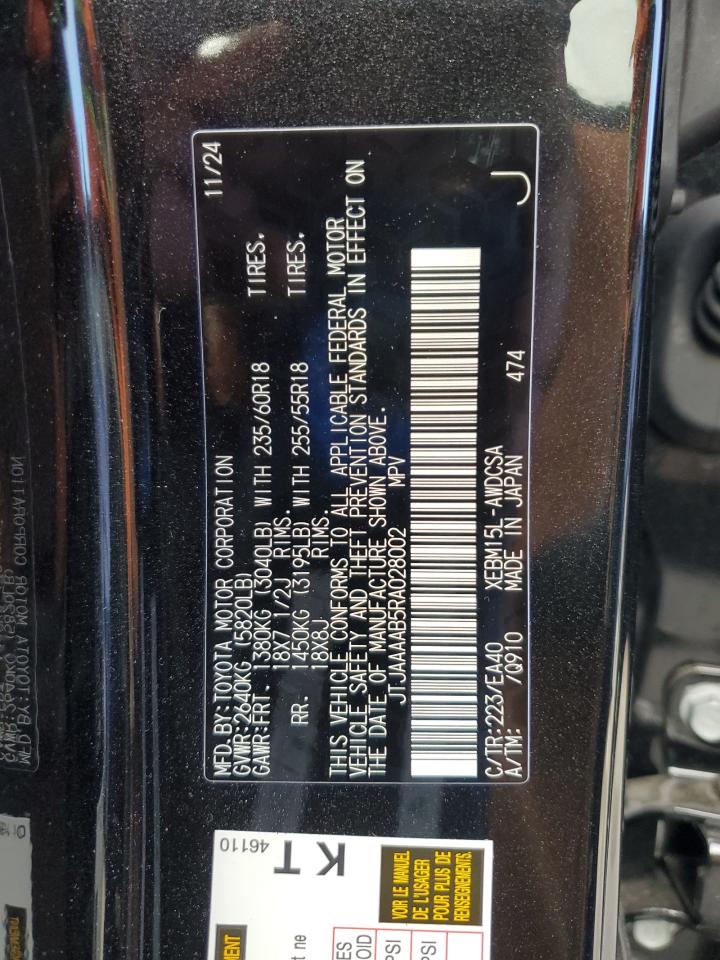 MFD.BY:TOYOTA MOTOR CORPORATION 11/24
GVWR:2640KG (5820LB)
GAWR:FRT. 1380KG (3040LB) WITH 235/60R18 TIRES.
18X7 1/2J RIMS.
RR: 1450KG (3195LB) WITH 255/55R18 TIRES.
18X8J RIMS
THIS VEHICLE CONFORMS TO ALL APPLICABLE FEDERAL MOTOR
VEHICLE SAFETY AND THEFT PREVENTION STANDARDS IN EFFECT ON
THE DATE OF MANUFACTURE SHOWN ABOVE.
JTJAAAAB5RA028002 MPV
C/TR:223/EA40 XEBM15L-AWDCSA
A/TM: /Q910 MADE IN JAPAN 474 J
46110
KT
VOIR LE MANUEL
DE L'USAGER
POUR PLUS DE
RENSEIGNEMENTS.